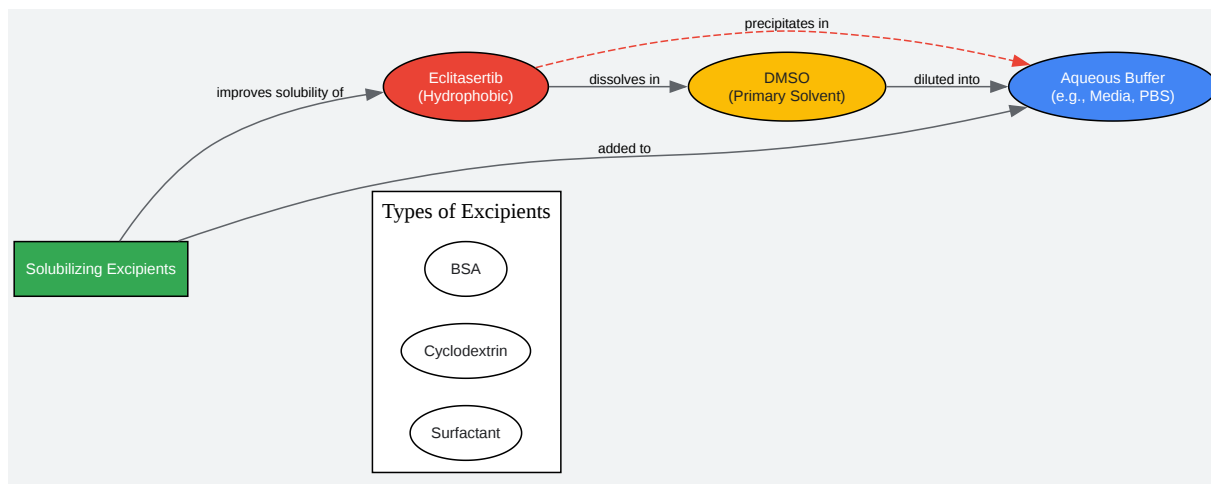 precipitates in
Eclitasertib
(Hydrophobic)
dissolves in
DMSO
(Primary Solvent)
diluted into
Aqueous Buffer
(e.g., Media, PBS)
improves solubility of
added to
Solubilizing Excipients
Types of Excipients
BSA
Cyclodextrin
Surfactant